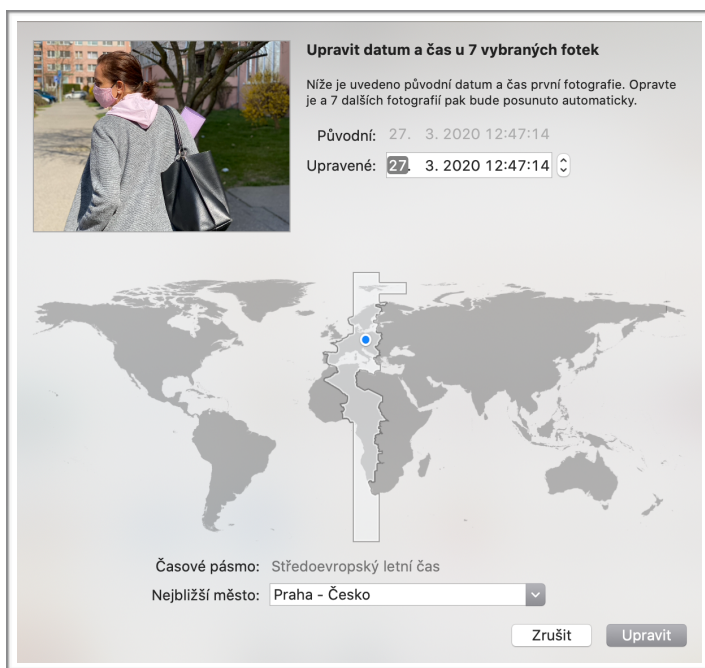 Upravit datum a čas u 7 vybraných fotek
Níže je uvedeno původní datum a čas první fotografie. Opravte
je a 7 dalších fotografií pak bude posunuto automaticky.
Původní: 27. 3. 2020 12:47:14
Upravené: 27. 3. 2020 12:47:14
Časové pásmo: Středoevropský letní čas
Nejbližší město: Praha - Česko
Zrušit Upravit